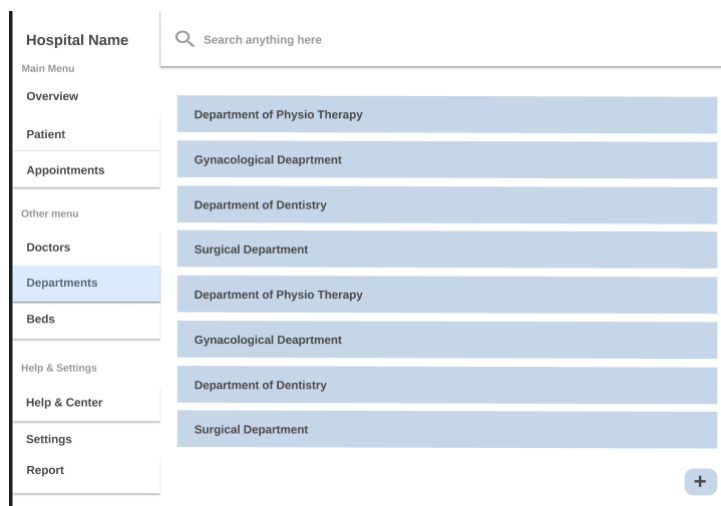 Hospital Name
Main Menu
Overview
Patient
Appointments
Other menu
Doctors
Departments
Beds
Help & Settings
Help & Center
Settings
Report
Search anything here
Department of Physio Therapy
Gynacological Deaprtment
Department of Dentistry
Surgical Department
Department of Physio Therapy
Gynacological Deaprtment
Department of Dentistry
Surgical Department
+